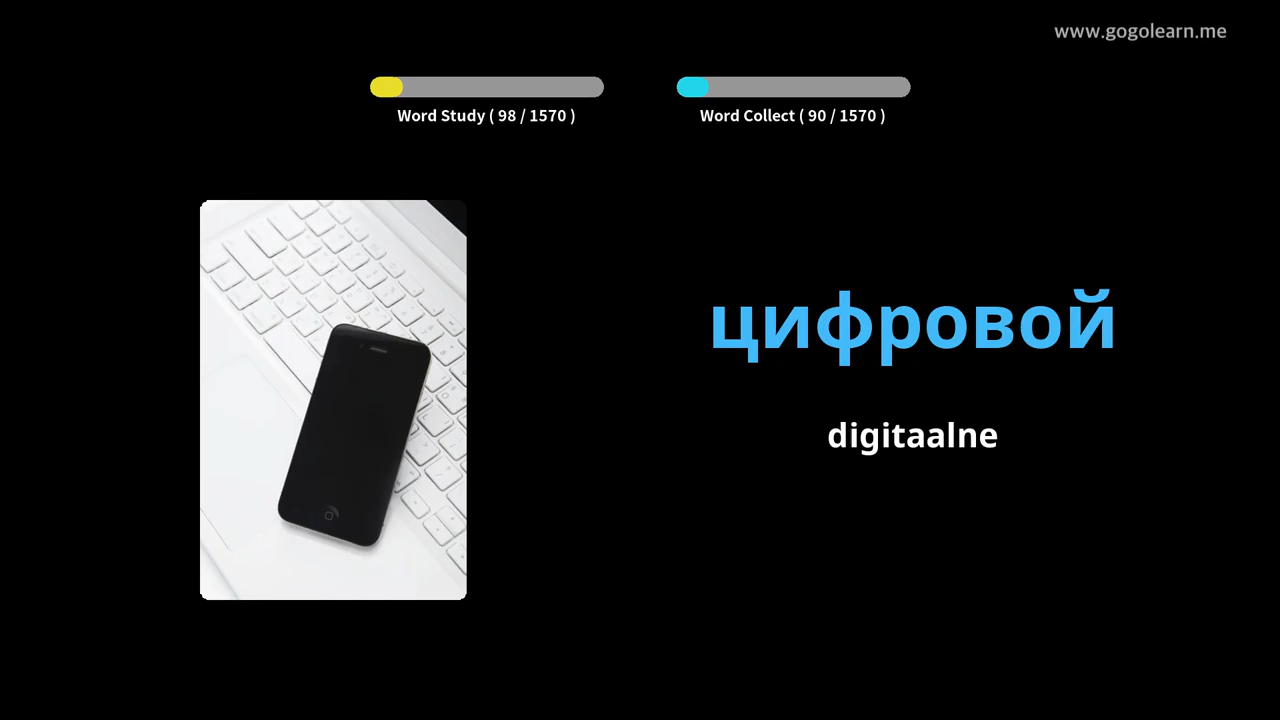 www.gogolearn.me
Word Study ( 98 / 1570 )
Word Collect ( 90 / 1570 )
цифровой
digitaalne